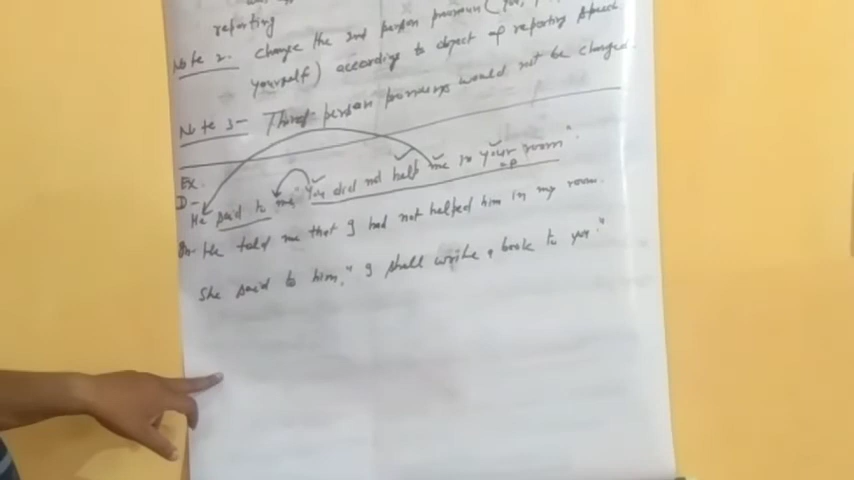 reporting
Note 2. Change the 2nd person pronoun (you,
yourself) according to object of reporting speech
Note 3- Third person pronouns would not be changed.
Ex.
D- He said to me, "You did not help me in your room".
In- He told me that I had not helped him in my room.
She said to him, "I shall write a book to you."